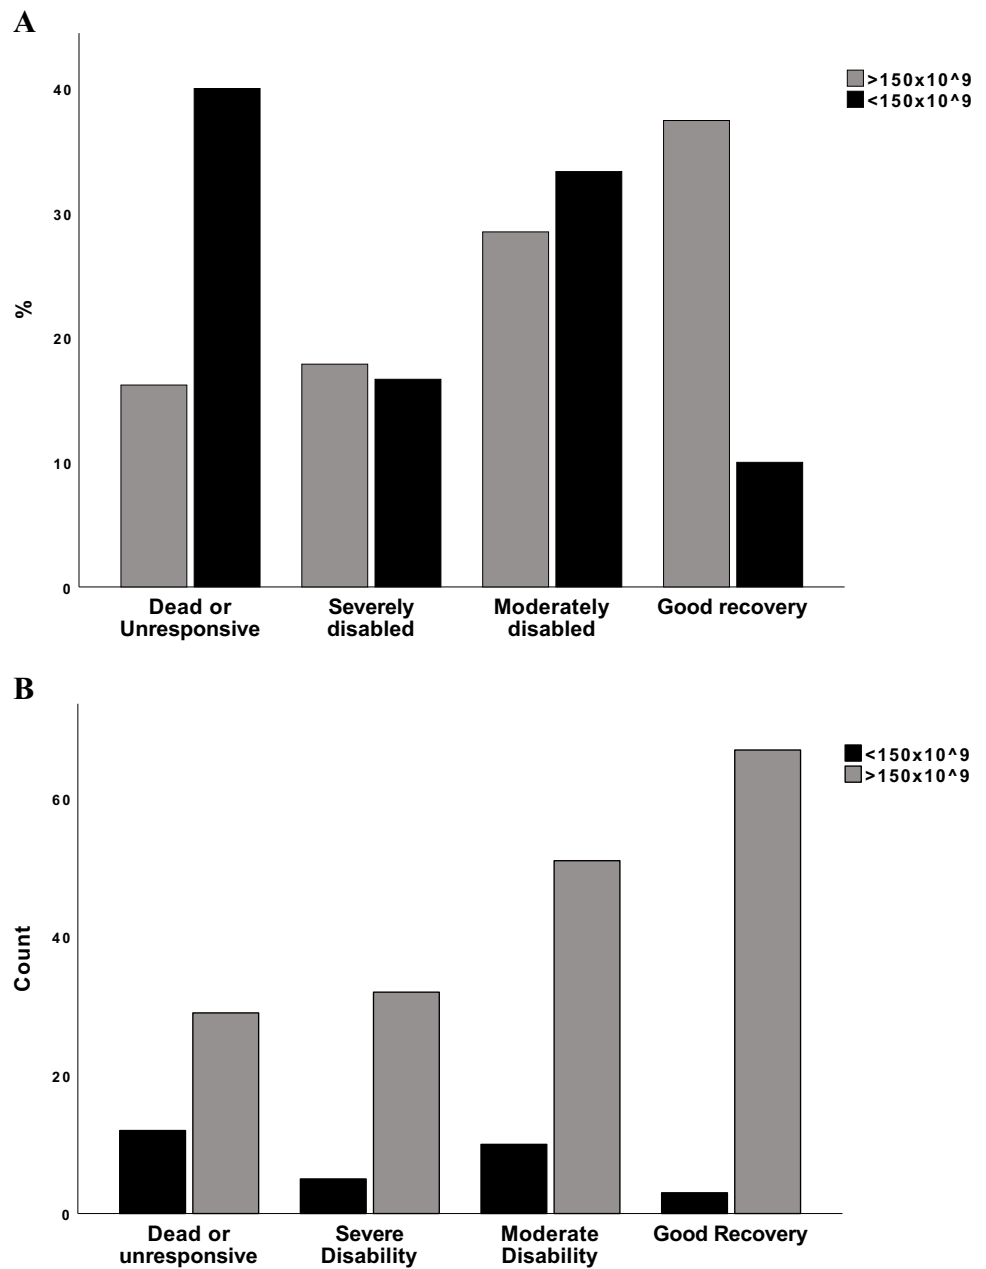 A
>150x10^9
<150x10^9
40
30
%
20
10
0
Dead or
Unresponsive
Severely
disabled
Moderately
disabled
Good recovery
B
<150x10^9
>150x10^9
60
40
Count
20
0
Dead or
unresponsive
Severe
Disability
Moderate
Disability
Good Recovery